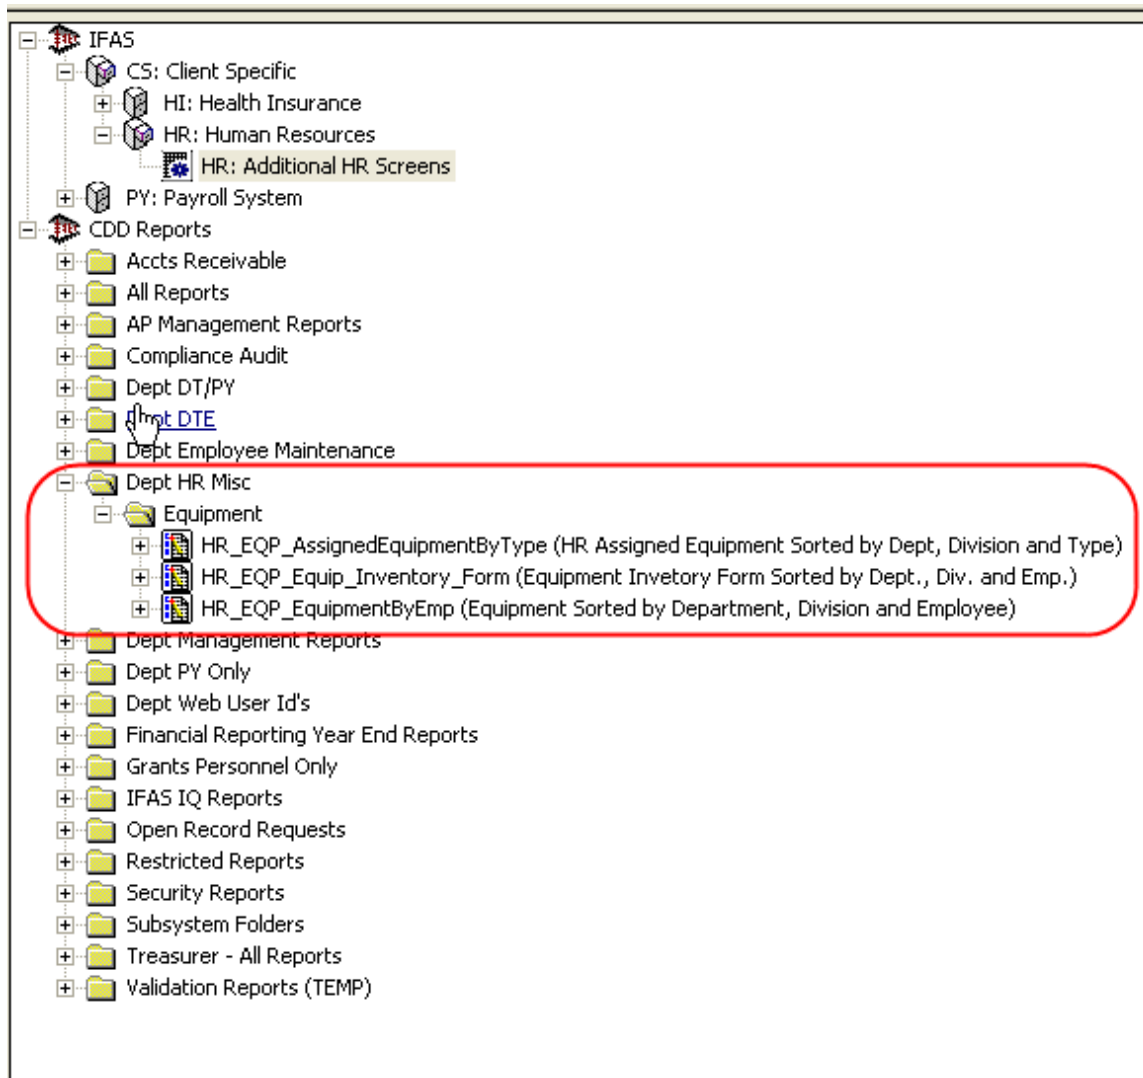 IFAS
CS: Client Specific
HI: Health Insurance
HR: Human Resources
HR: Additional HR Screens
PY: Payroll System
CDD Reports
Accts Receivable
All Reports
AP Management Reports
Compliance Audit
Dept DT/PY
Dept DTE
Dept Employee Maintenance
Dept HR Misc
Equipment
HR_EQP_AssignedEquipmentByType (HR Assigned Equipment Sorted by Dept, Division and Type)
HR_EQP_Equip_Inventory_Form (Equipment Invetory Form Sorted by Dept., Div. and Emp.)
HR_EQP_EquipmentByEmp (Equipment Sorted by Department, Division and Employee)
Dept Management Reports
Dept PY Only
Dept Web User Id's
Financial Reporting Year End Reports
Grants Personnel Only
IFAS IQ Reports
Open Record Requests
Restricted Reports
Security Reports
Subsystem Folders
Treasurer - All Reports
Validation Reports (TEMP)